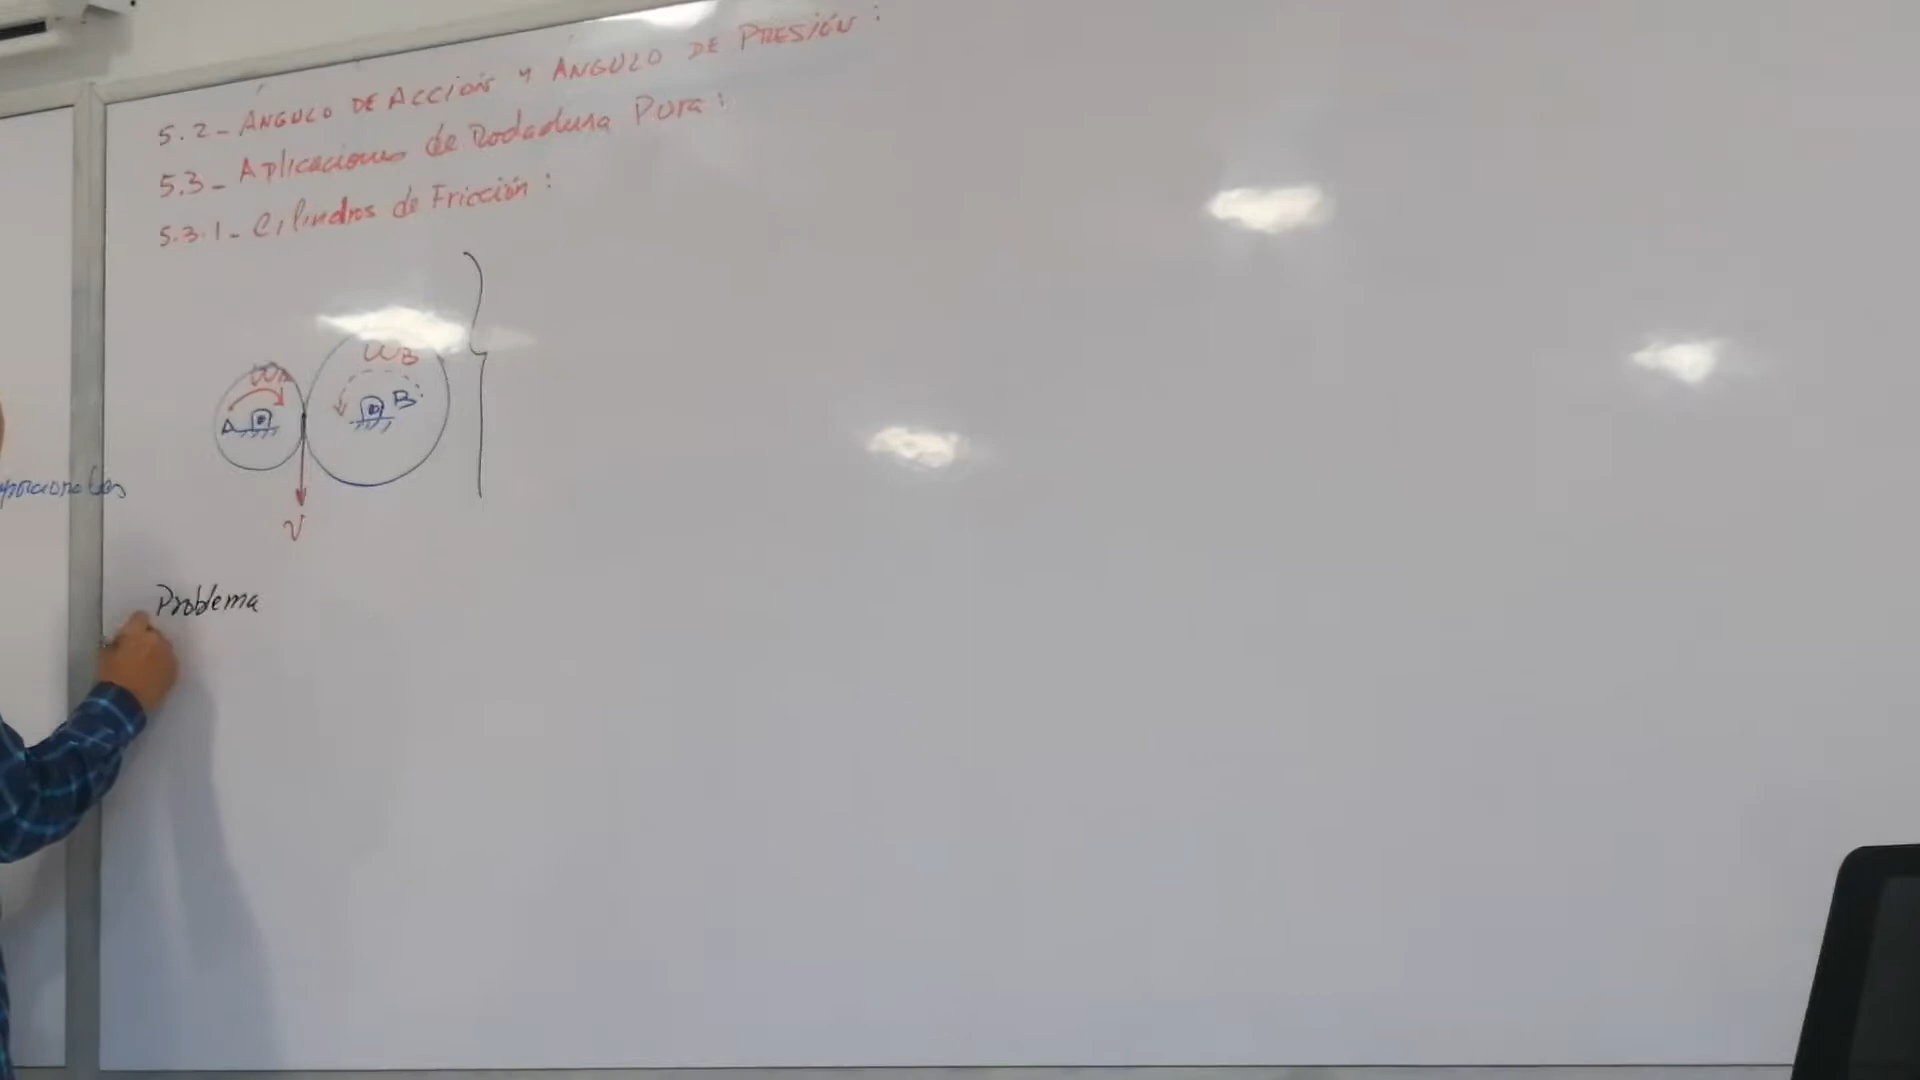 5.2- ÁNGULO DE ACCIÓN Y ÁNGULO DE PRESIÓN:
5.3- Aplicaciones de Rodadura Pura:
5.3.1- Cilindros de Fricción:
WA
WB
A
B
V
Problema